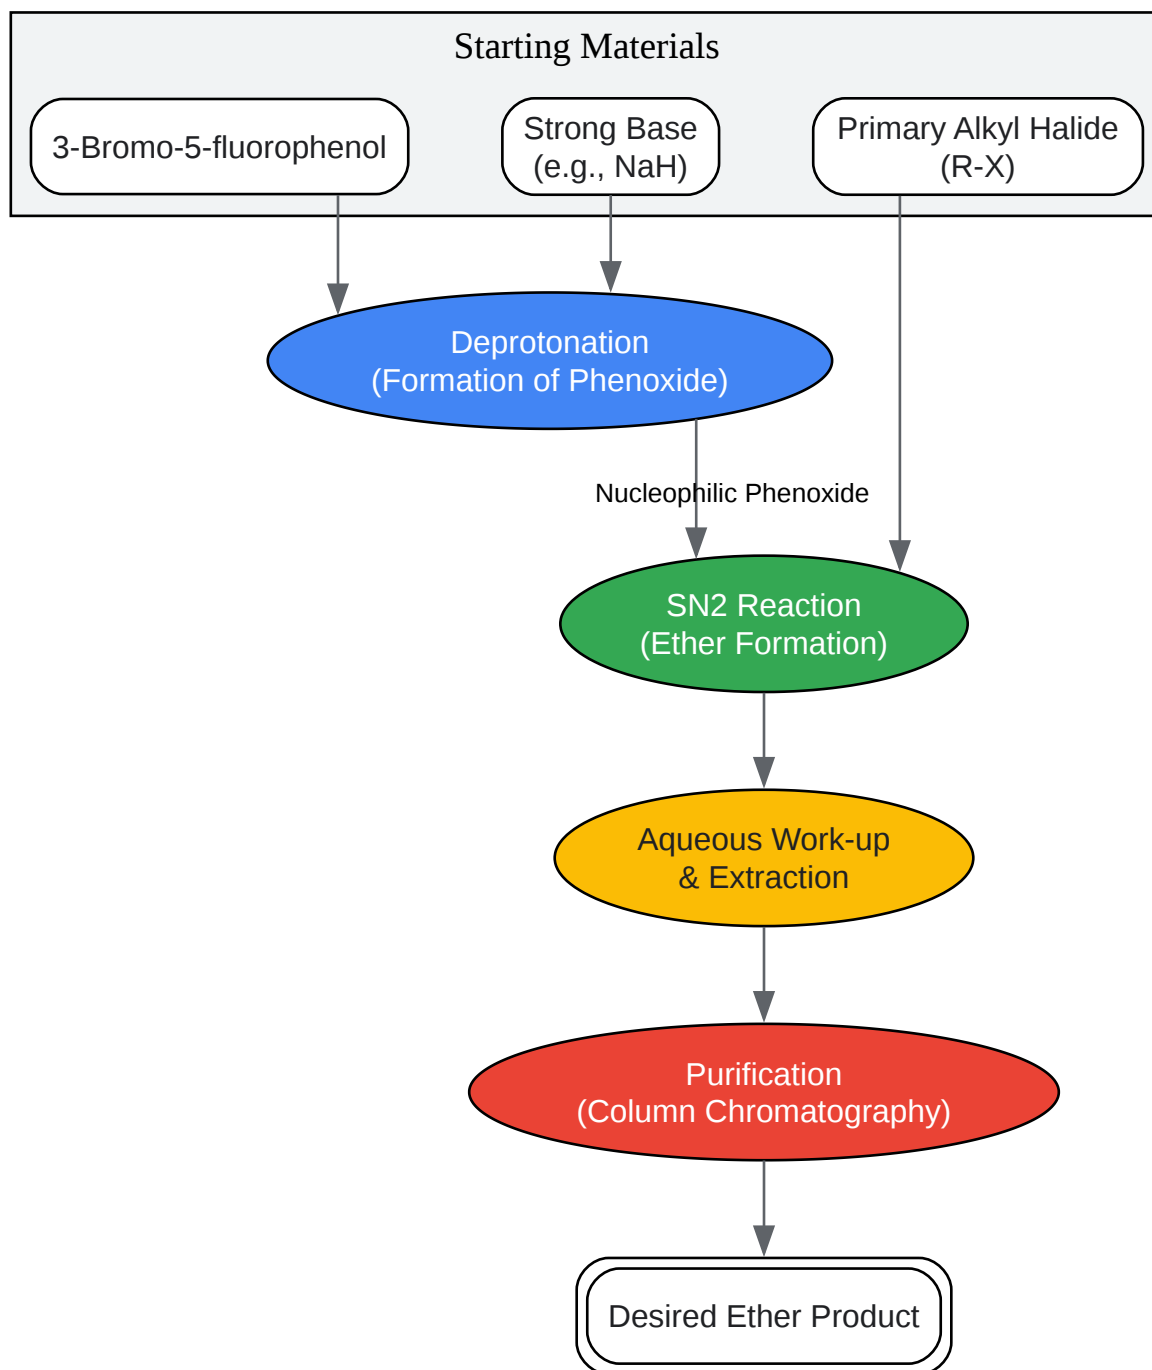 Starting Materials
3-Bromo-5-fluorophenol
Strong Base
(e.g., NaH)
Primary Alkyl Halide
(R-X)
Deprotonation
(Formation of Phenoxide)
Nucleophilic Phenoxide
SN2 Reaction
(Ether Formation)
Aqueous Work-up
& Extraction
Purification
(Column Chromatography)
Desired Ether Product